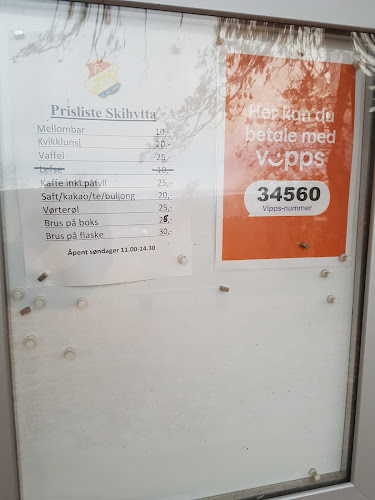 Prisliste Skihytta
Mellombar 10,-
Kvikklunsj 20,-
Vaffel 25,-
Lefse 10,-
Kaffe inkl.påfyll 25,-
Saft/kakao/te/buljong 20,-
Vørterøl 25,-
Brus på boks 25,-
Brus på flaske 30,-
Åpent søndager 11.00-14.30
Her kan du
betale med
vipps
34560
Vipps-nummer